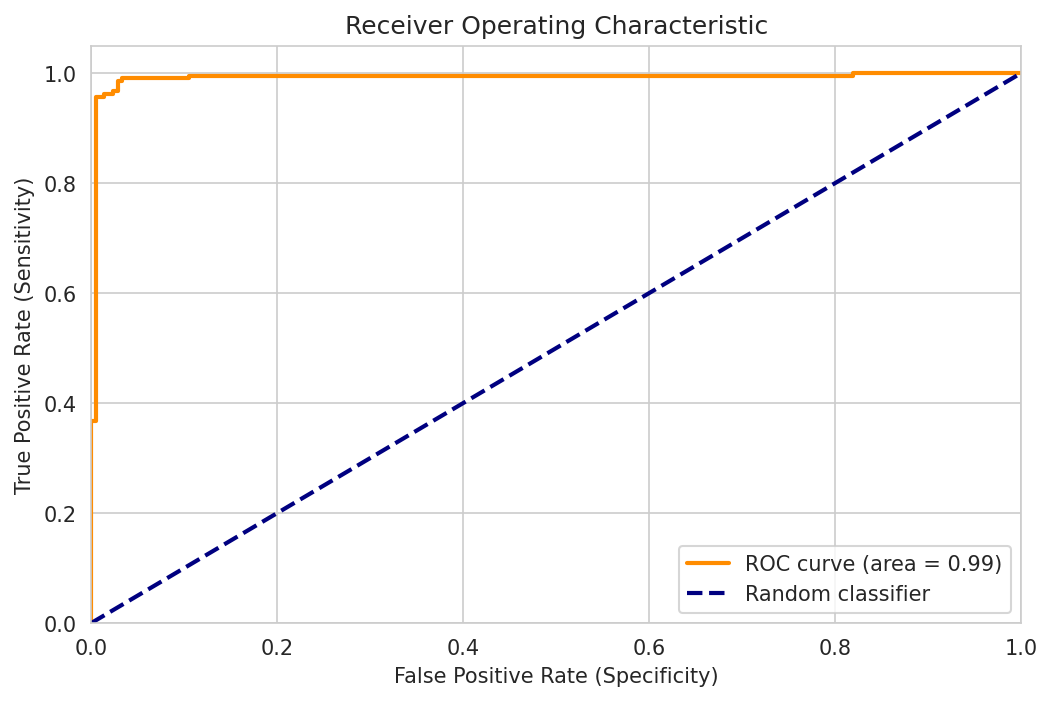 Receiver Operating Characteristic
True Positive Rate (Sensitivity)
1.0
0.8
0.6
0.4
0.2
0.0
ROC curve (area = 0.99)
Random classifier
0.0 0.2 0.4 0.6 0.8 1.0
False Positive Rate (Specificity)